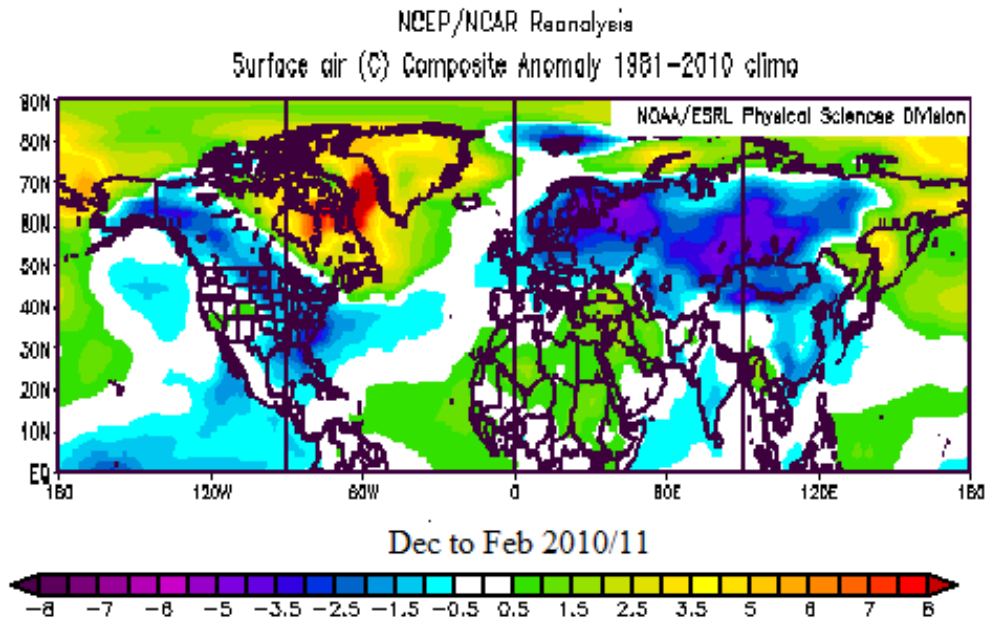 NCEP/NCAR Reanalysis
Surface air (C) Composite Anomaly 1981-2010 climo
NOAA/ESRL Physical Sciences Division
90N
80N
70N
60N
50N
40N
30N
20N
10N
EQ
180 120W 60W 0 60E 120E 180
Dec to Feb 2010/11
-8 -7 -6 -5 -3.5 -2.5 -1.5 -0.5 0.5 1.5 2.5 3.5 5 6 7 8